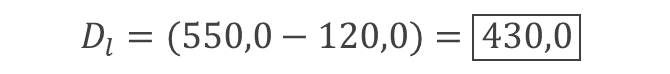 D_l = (550,0 − 120,0) = 430,0